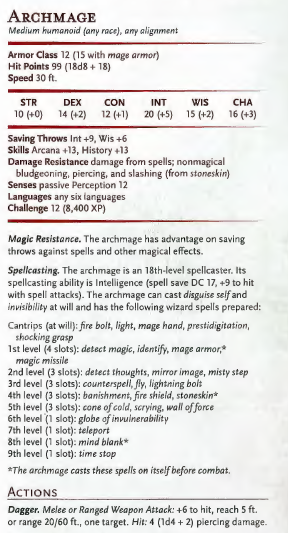 ARCHMAGE
Medium humanoid (any race), any alignment
Armor Class 12 (15 with mage armor)
Hit Points 99 (18d8 + 18)
Speed 30 ft.
STR DEX CON INT WIS CHA
10 (+0) 14 (+2) 12 (+1) 20 (+5) 15 (+2) 16 (+3)
Saving Throws Int +9, Wis +6
Skills Arcana +13, History +13
Damage Resistance damage from spells; nonmagical
bludgeoning, piercing, and slashing (from stoneskin)
Senses passive Perception 12
Languages any six languages
Challenge 12 (8,400 XP)
Magic Resistance. The archmage has advantage on saving
throws against spells and other magical effects.
Spellcasting. The archmage is an 18th-level spellcaster. Its
spellcasting ability is Intelligence (spell save DC 17, +9 to hit
with spell attacks). The archmage can cast disguise self and
invisibility at will and has the following wizard spells prepared:
Cantrips (at will): fire bolt, light, mage hand, prestidigitation,
shocking grasp
1st level (4 slots): detect magic, identify, mage armor,*
magic missile
2nd level (3 slots): detect thoughts, mirror image, misty step
3rd level (3 slots): counterspell, fly, lightning bolt
4th level (3 slots): banishment, fire shield, stoneskin*
5th level (3 slots): cone of cold, scrying, wall of force
6th level (1 slot): globe of invulnerability
7th level (1 slot): teleport
8th level (1 slot): mind blank*
9th level (1 slot): time stop
*The archmage casts these spells on itself before combat.
ACTIONS
Dagger. Melee or Ranged Weapon Attack: +6 to hit, reach 5 ft.
or range 20/60 ft., one target. Hit: 4 (1d4 + 2) piercing damage.